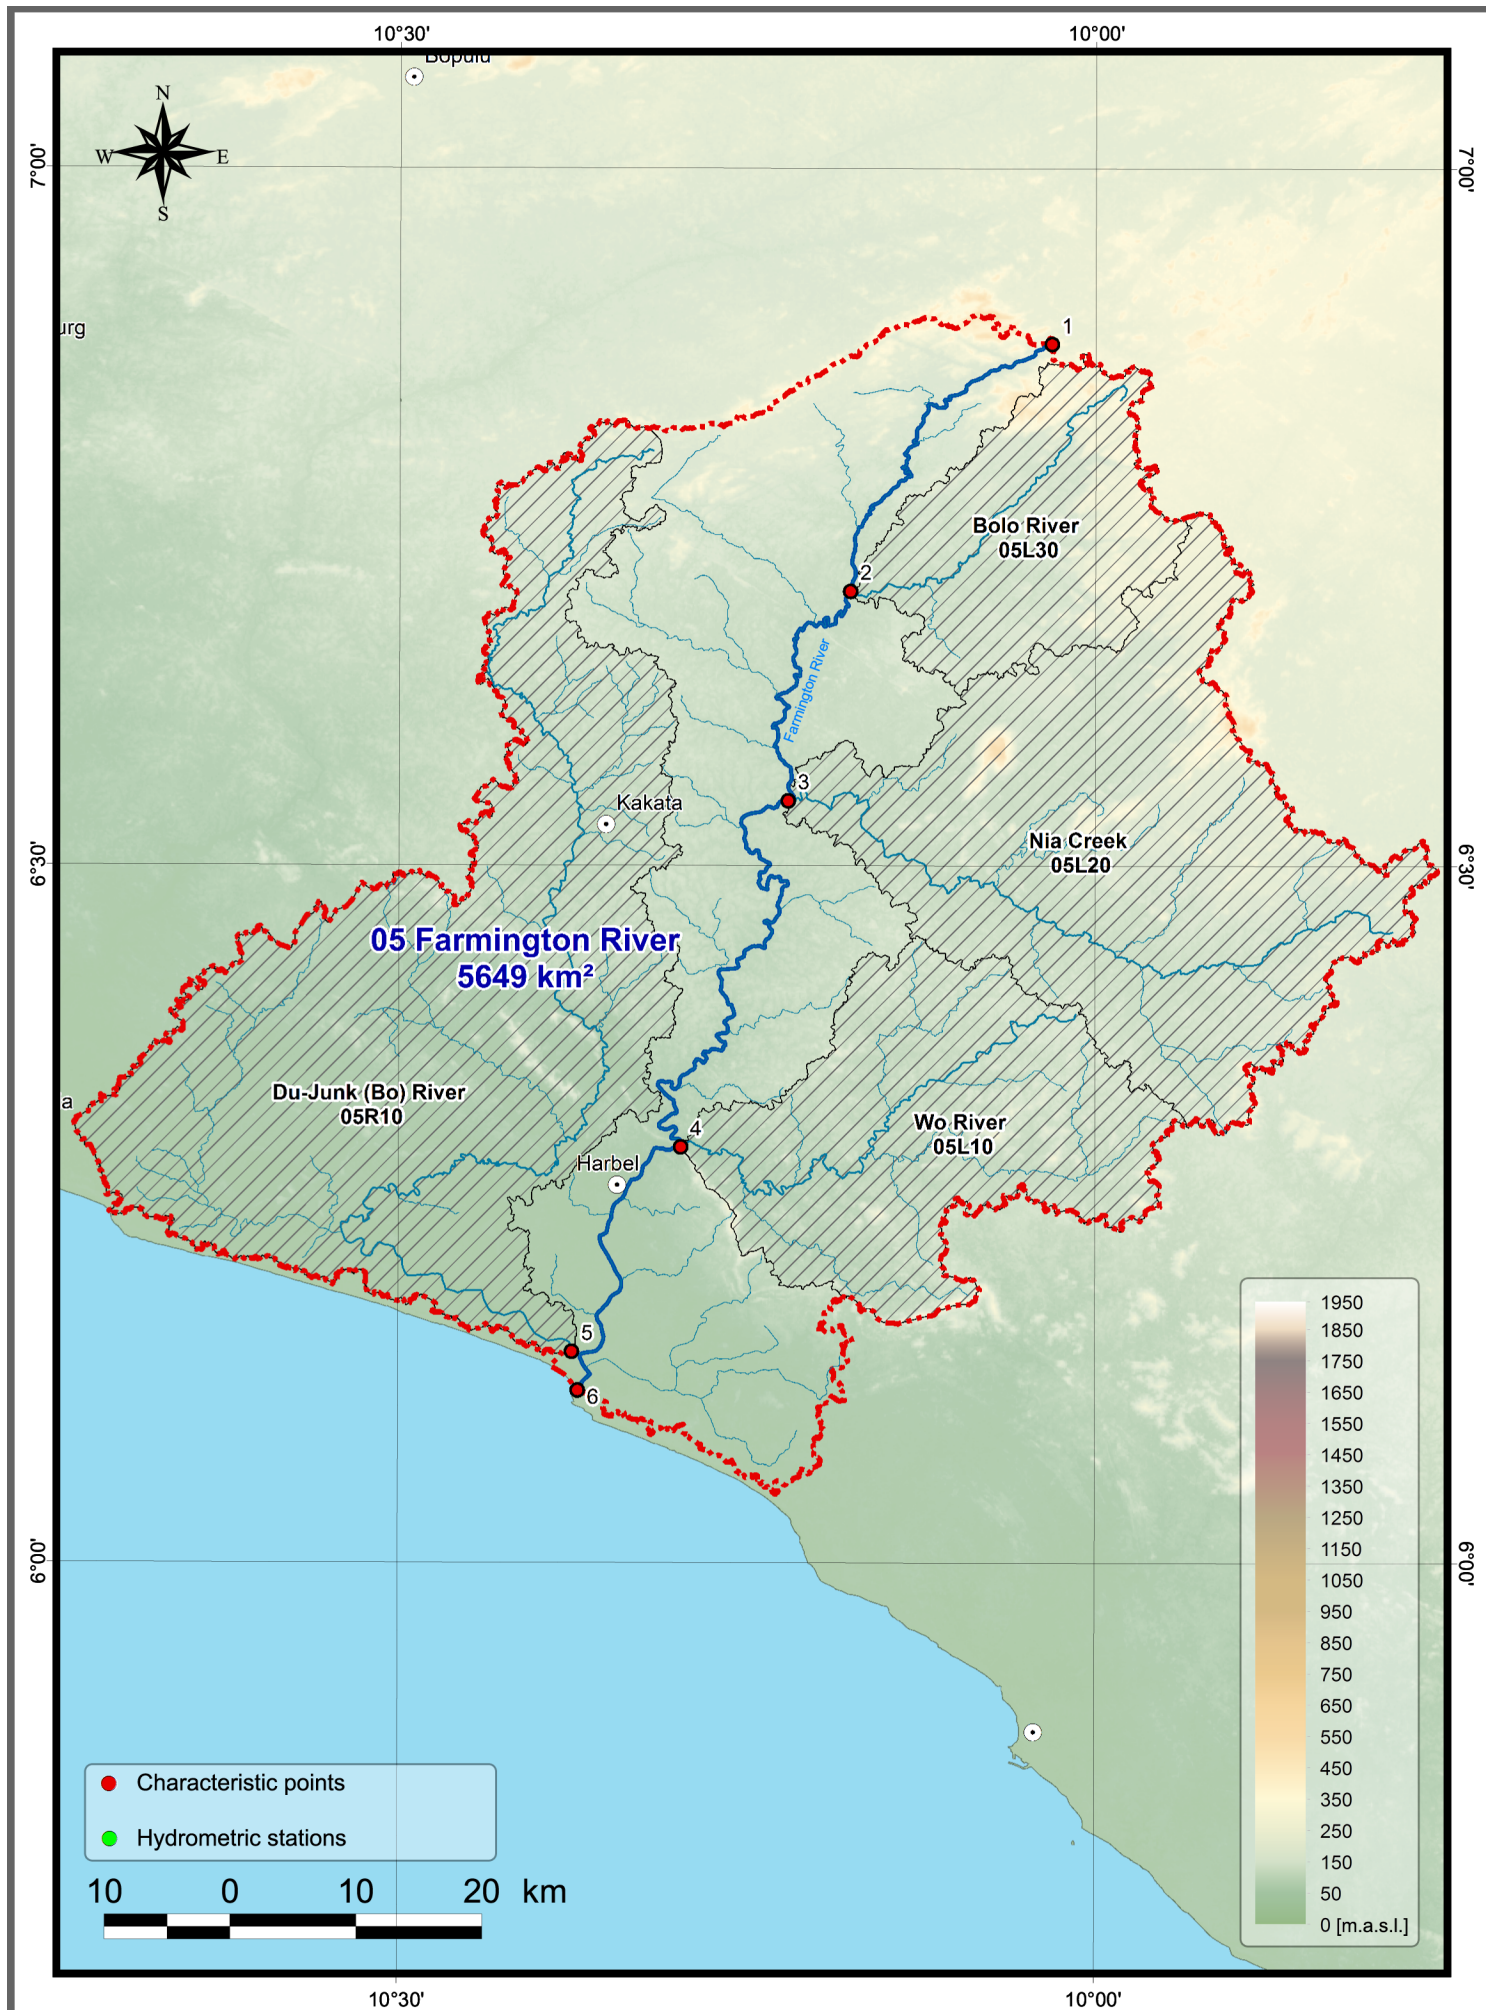 10°30'
10°00'
Bopulu
N
W
E
S
7°00'
7°00'
urg
1
Bolo River
05L30
2
Farmington River
3
Kakata
Nia Creek
05L20
6°30'
6°30'
05 Farmington River
5649 km²
a
Du-Junk (Bo) River
05R10
4
Wo River
05L10
Harbel
5
6
1950
1850
1750
1650
1550
1450
1350
1250
1150
1050
950
850
750
650
550
450
350
250
150
50
0 [m.a.s.l.]
6°00'
6°00'
Characteristic points
Hydrometric stations
10 0 10 20 km
10°30'
10°00'